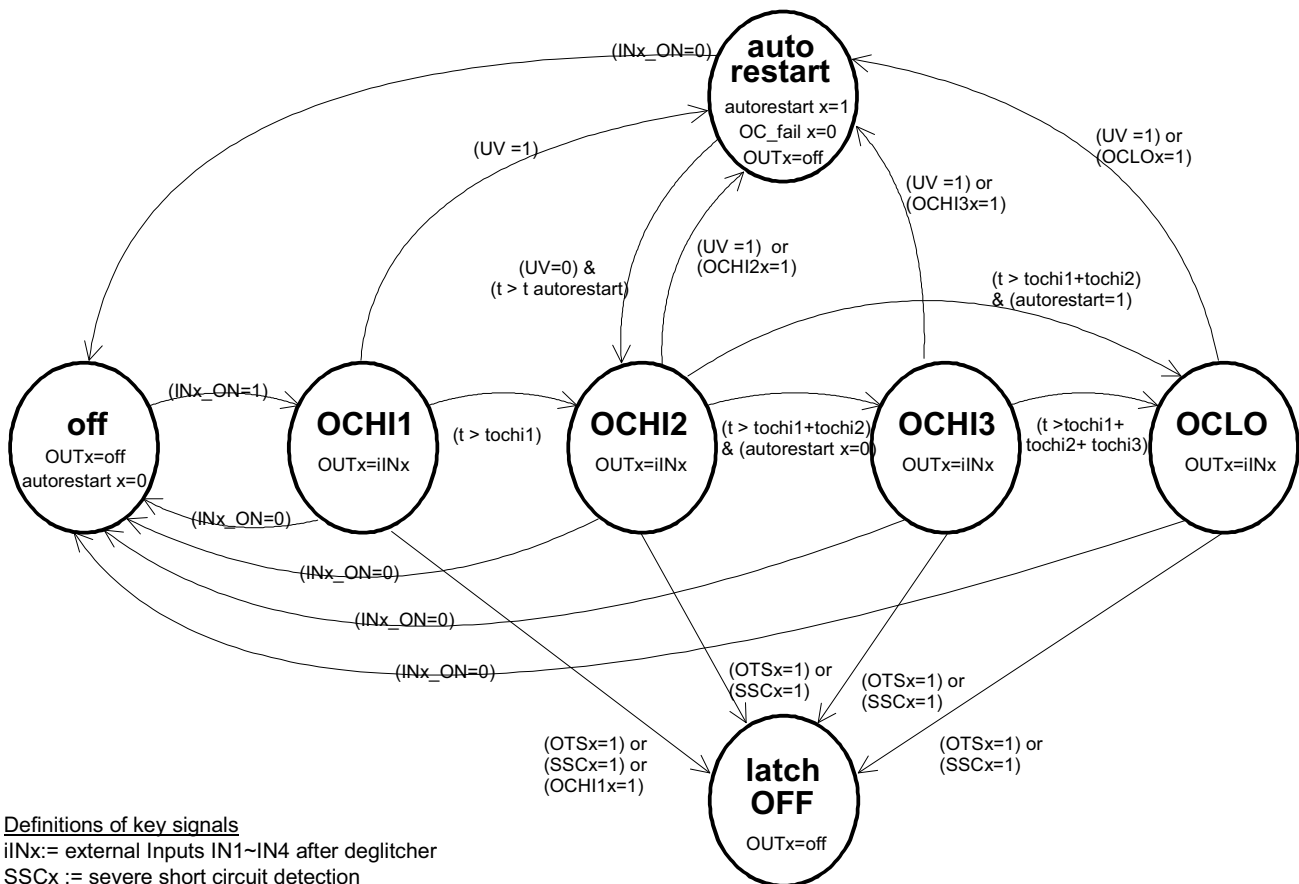 auto
restart
autorestart x=1
OC_fail x=0
OUTx=off
(INx_ON=0)
(UV =1)
(UV =1) or
(OCLOx=1)
(UV =1) or
(OCHI3x=1)
(UV =1) or
(OCHI2x=1)
(UV=0) &
(t > t autorestart)
(t > tochi1+tochi2)
& (autorestart=1)
off
OUTx=off
autorestart x=0
(INx_ON=1)
OCHI1
OUTx=iINx
(t > tochi1)
OCHI2
OUTx=iINx
(t > tochi1+tochi2)
& (autorestart x=0)
OCHI3
OUTx=iINx
(t >tochi1+
tochi2+ tochi3)
OCLO
OUTx=iINx
(INx_ON=0)
(INx_ON=0)
(INx_ON=0)
(INx_ON=0)
(OTSx=1) or
(SSCx=1) or
(OCHI1x=1)
(OTSx=1) or
(SSCx=1)
(OTSx=1) or
(SSCx=1)
(OTSx=1) or
(SSCx=1)
latch
OFF
OUTx=off
Definitions of key signals
iINx:= external Inputs IN1~IN4 after deglitcher
SSCx := severe short circuit detection